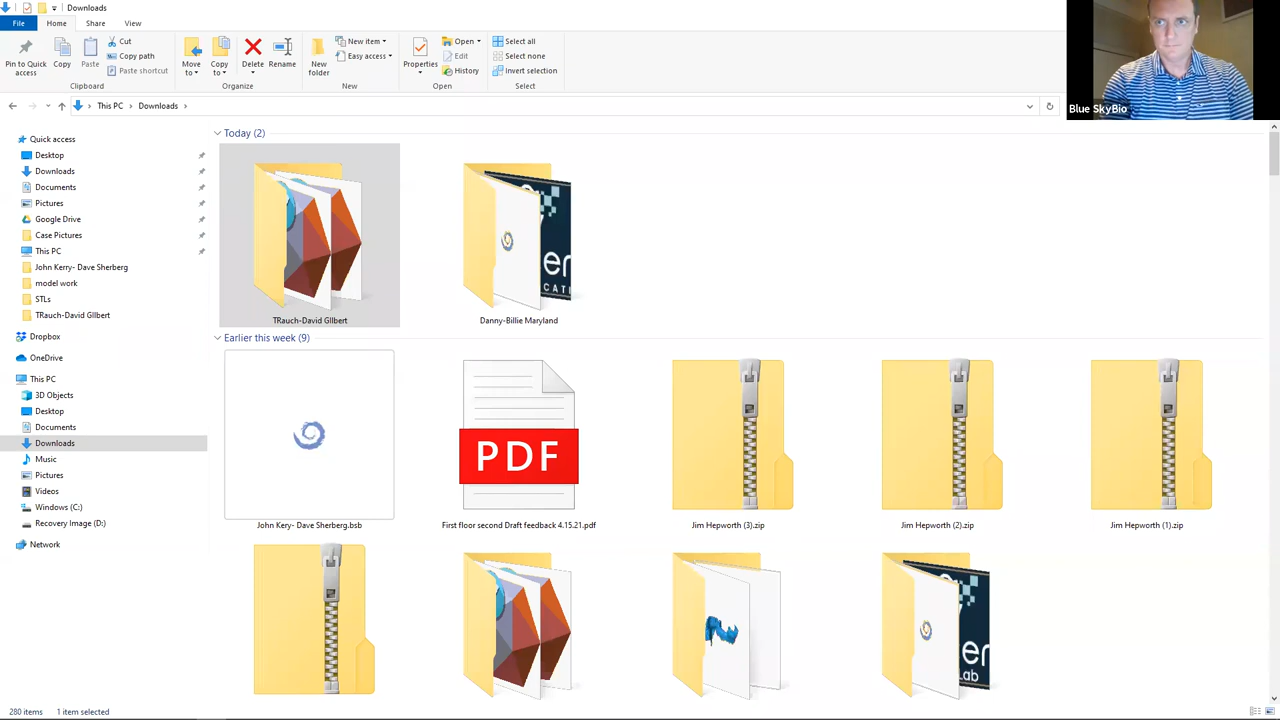 Downloads
File Home Share View
Pin to Quick access
Copy
Paste
Cut
Copy path
Paste shortcut
Clipboard
Move to
Copy to
Delete
Rename
Organize
New folder
New item
Easy access
New
Properties
Open
Edit
History
Open
Select all
Select none
Invert selection
Select
Blue SkyBio
This PC > Downloads >
Quick access
Desktop
Downloads
Documents
Pictures
Google Drive
Case Pictures
This PC
John Kerry- Dave Sherberg
model work
STLs
TRauch-David GIlbert
Dropbox
OneDrive
This PC
3D Objects
Desktop
Documents
Downloads
Music
Pictures
Videos
Windows (C:)
Recovery Image (D:)
Network
Today (2)
TRauch-David GIlbert
Danny-Billie Maryland
Earlier this week (9)
PDF
John Kery- Dave Sherberg.bsb
First floor second Draft feedback 4.15.21.pdf
Jim Hepworth (3).zip
Jim Hepworth (2).zip
Jim Hepworth (1).zip
280 items 1 item selected